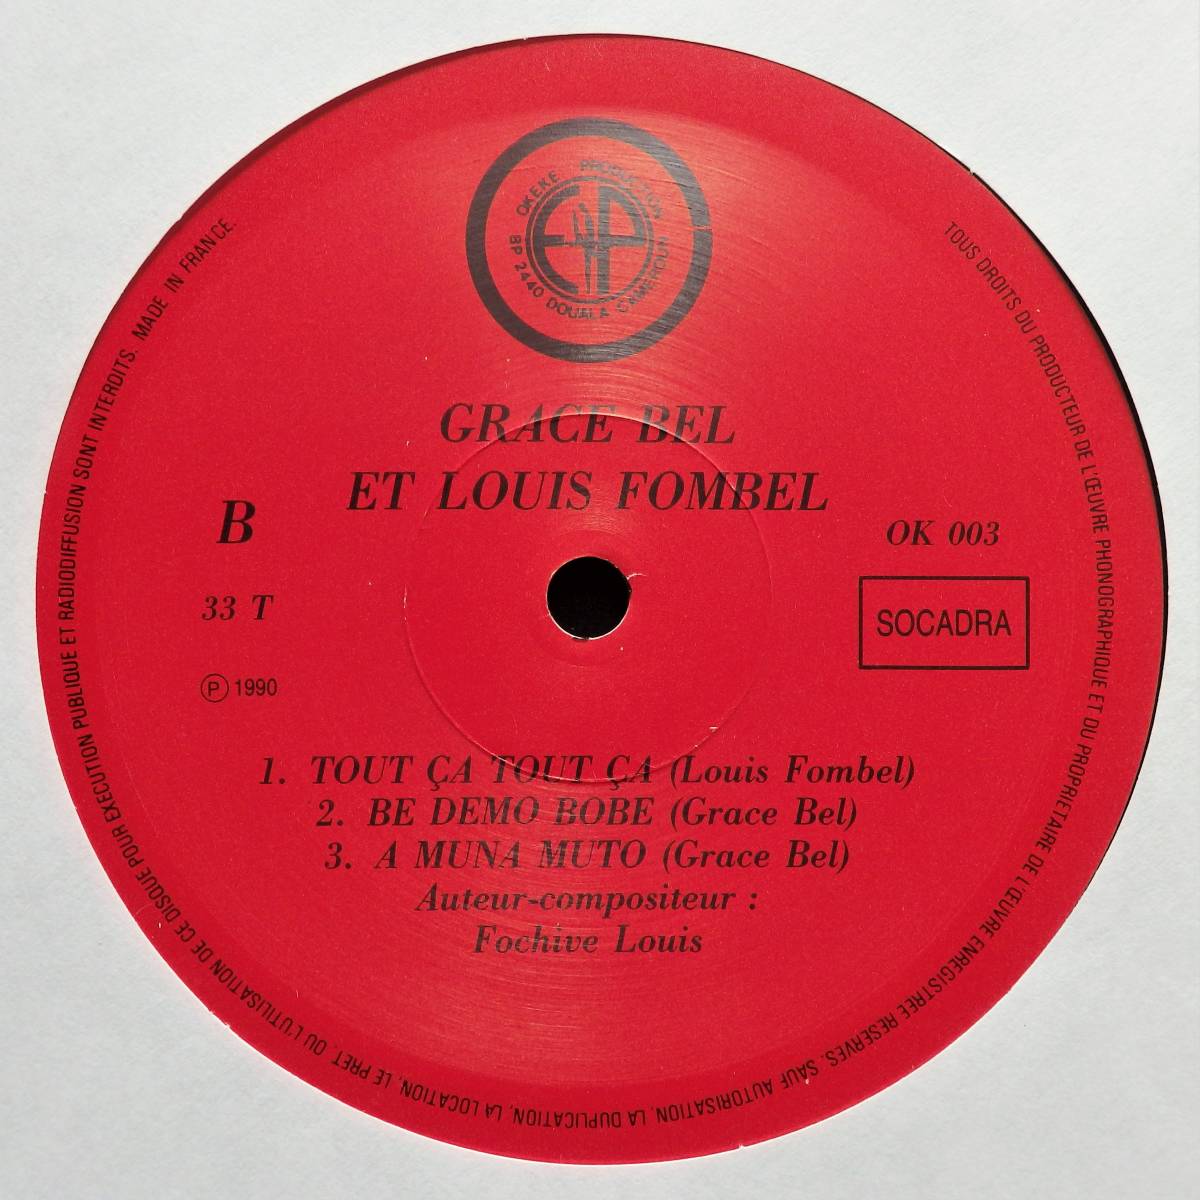 OKEKE PRODUCTION
BP 2440 DOUALA CAMEROUN
GRACE BEL
ET LOUIS FOMBEL
B
OK 003
33 T
SOCADRA
Ⓟ 1990
1. TOUT ÇA TOUT ÇA (Louis Fombel)
2. BE DEMO BOBE (Grace Bel)
3. A MUNA MUTO (Grace Bel)
Auteur-compositeur :
Fochive Louis
TOUS DROITS DU PRODUCTEUR DE L'ŒUVRE PHONOGRAPHIQUE ET DU PROPRIETAIRE DE L'ŒUVRE ENREGISTREE RESERVES. SAUF AUTORISATION, LA DUPLICATION, LA LOCATION, LE PRET, OU L'UTILISATION DE CE DISQUE POUR EXECUTION PUBLIQUE ET RADIODIFFUSION SONT INTERDITS. MADE IN FRANCE.